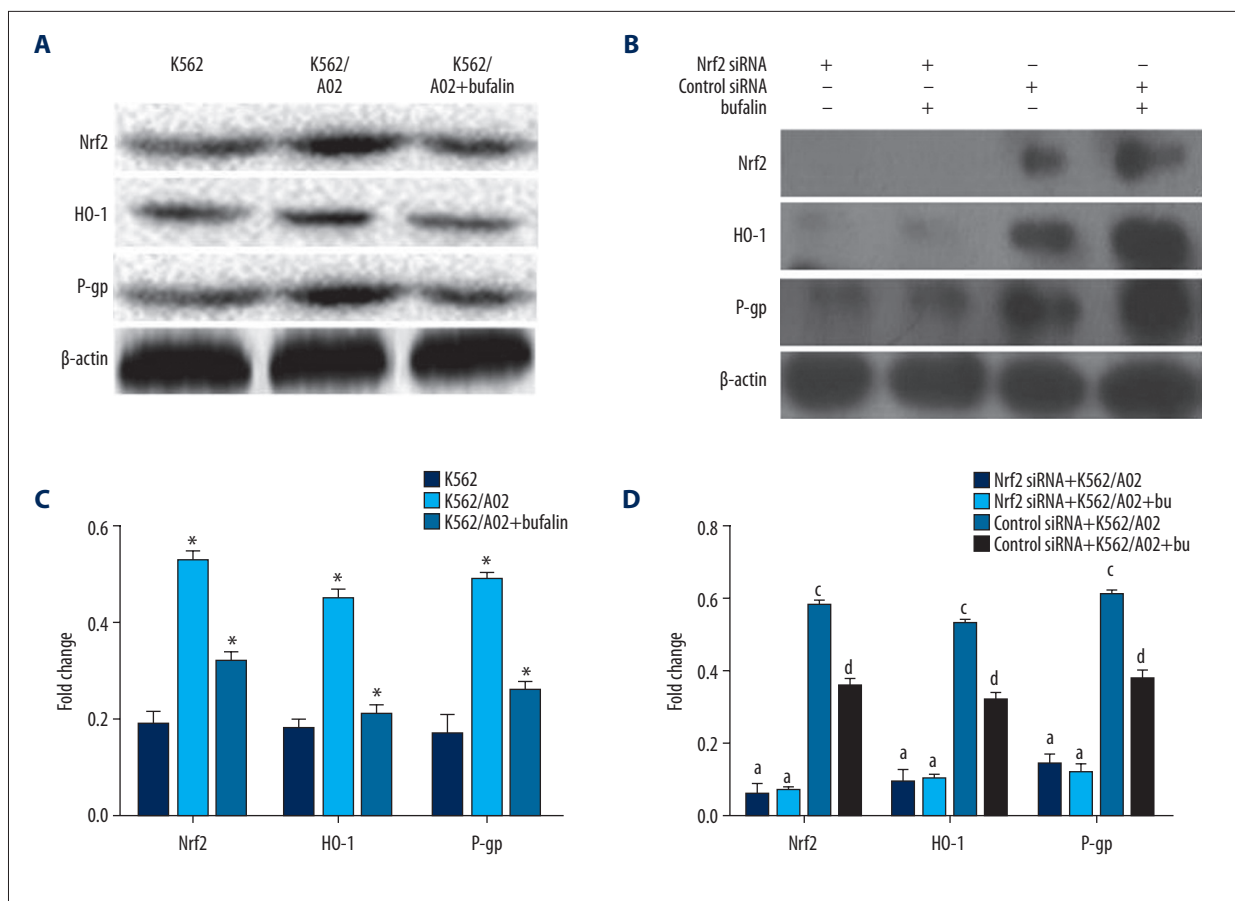 A
K562
K562/
A02
K562/
A02+bufalin
Nrf2
HO-1
P-gp
β-actin
B
Nrf2 siRNA + + – –
Control siRNA – – + +
bufalin – + – +
Nrf2
HO-1
P-gp
β-actin
C
K562
K562/A02
K562/A02+bufalin
Fold change
0.6
0.4
0.2
0.0
* * * * * *
Nrf2 HO-1 P-gp
D
Nrf2 siRNA+K562/A02
Nrf2 siRNA+K562/A02+bu
Control siRNA+K562/A02
Control siRNA+K562/A02+bu
Fold change
0.8
0.6
0.4
0.2
0.0
a a c d a a c d a a c d
Nrf2 HO-1 P-gp